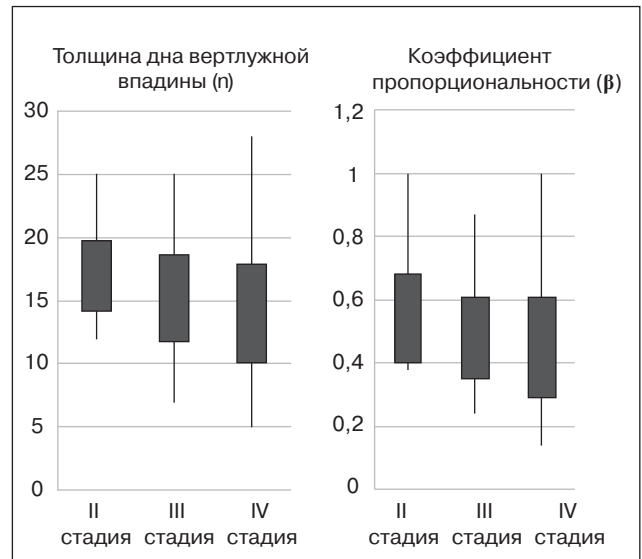 Толщина дна вертлужной
впадины (n)
30
25
20
15
10
5
0
II
стадия
III
стадия
IV
стадия
Коэффициент
пропорциональности (β)
1,2
1
0,8
0,6
0,4
0,2
0
II
стадия
III
стадия
IV
стадия